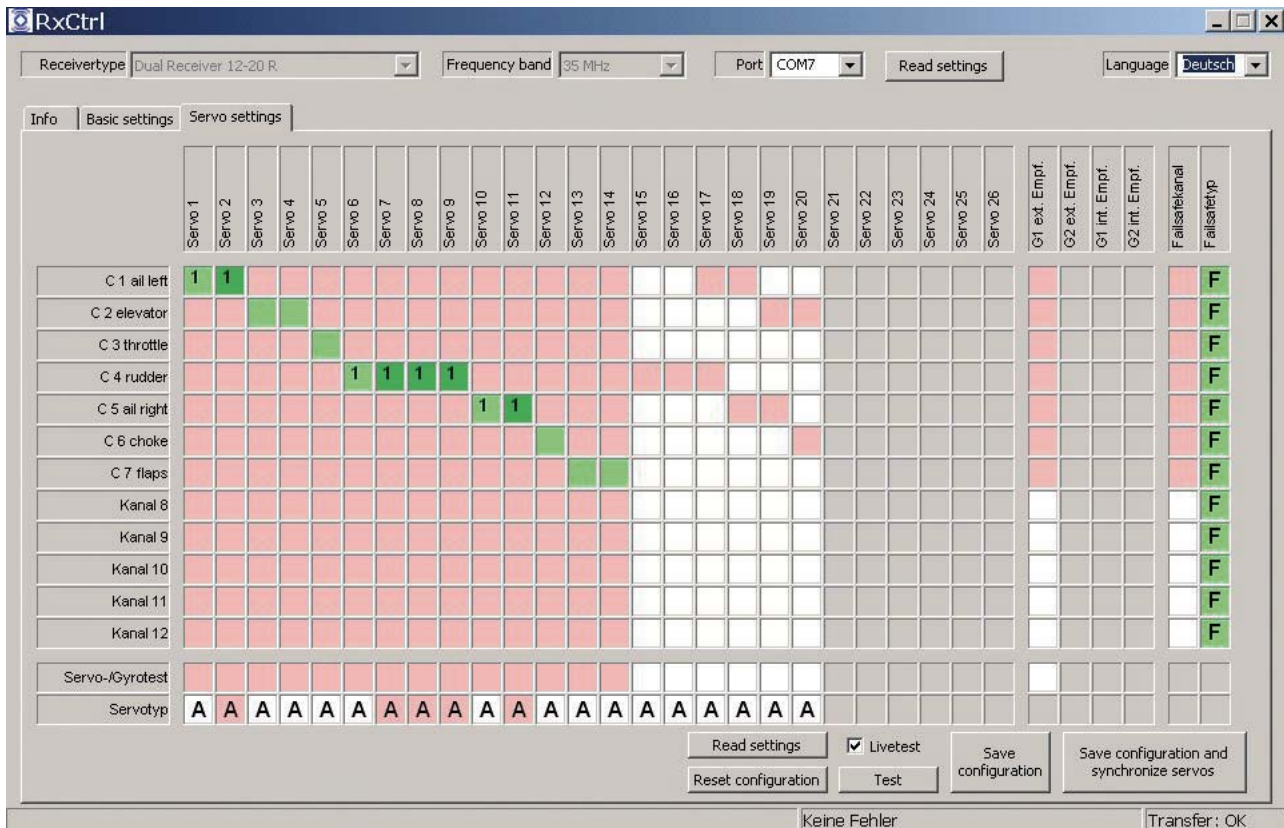 RxCtrl
Receivertype Dual Receiver 12-20 R Frequency band 35 MHz Port COM7 Read settings Language Deutsch
Info Basic settings Servo settings
Servo 1 Servo 2 Servo 3 Servo 4 Servo 5 Servo 6 Servo 7 Servo 8 Servo 9 Servo 10 Servo 11 Servo 12 Servo 13 Servo 14 Servo 15 Servo 16 Servo 17 Servo 18 Servo 19 Servo 20 Servo 21 Servo 22 Servo 23 Servo 24 Servo 25 Servo 26 G1 ext. Empf. G2 ext. Empf. G1 int. Empf. G2 int. Empf. Failsafekanal Failsafetyp
C 1 ail left 1 1 F
C 2 elevator F
C 3 throttle F
C 4 rudder 1 1 1 1 F
C 5 ail right 1 1 F
C 6 choke F
C 7 flaps F
Kanal 8 F
Kanal 9 F
Kanal 10 F
Kanal 11 F
Kanal 12 F
Servo-/Gyrotest
Servotyp A A A A A A A A A A A A A A A A A A A A
Read settings Livetest Save configuration Save configuration and synchronize servos
Reset configuration Test
Keine Fehler Transfer: OK